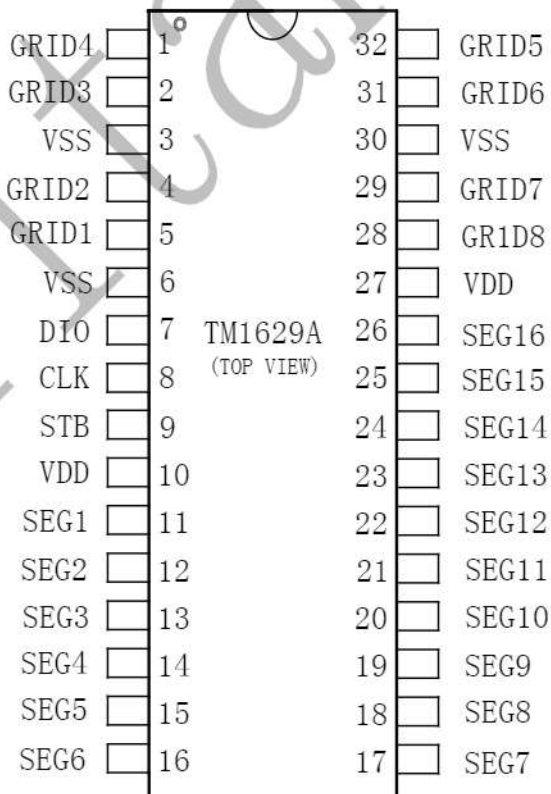 GRID4 1 32 GRID5
GRID3 2 31 GRID6
VSS 3 30 VSS
GRID2 4 29 GRID7
GRID1 5 28 GR1D8
VSS 6 27 VDD
DIO 7 TM1629A 26 SEG16
(TOP VIEW)
CLK 8 25 SEG15
STB 9 24 SEG14
VDD 10 23 SEG13
SEG1 11 22 SEG12
SEG2 12 21 SEG11
SEG3 13 20 SEG10
SEG4 14 19 SEG9
SEG5 15 18 SEG8
SEG6 16 17 SEG7